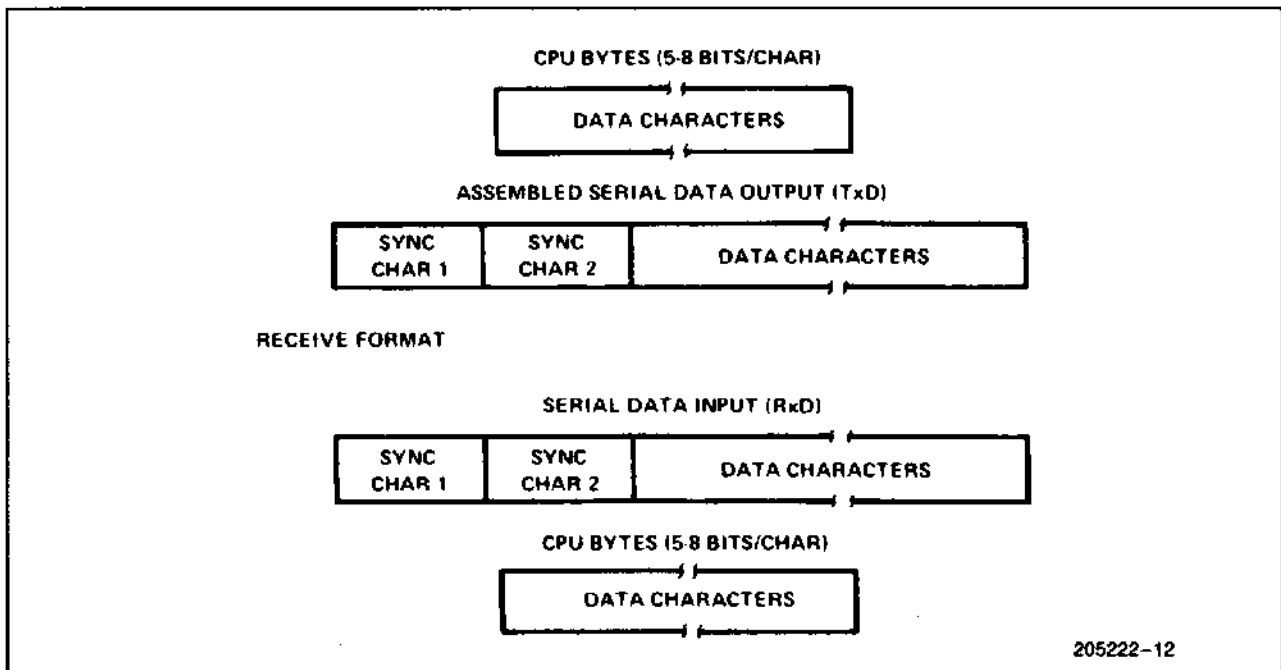 CPU BYTES (5-8 BITS/CHAR)
DATA CHARACTERS
ASSEMBLED SERIAL DATA OUTPUT (TxD)
SYNC CHAR 1
SYNC CHAR 2
DATA CHARACTERS
RECEIVE FORMAT
SERIAL DATA INPUT (RxD)
SYNC CHAR 1
SYNC CHAR 2
DATA CHARACTERS
CPU BYTES (5-8 BITS/CHAR)
DATA CHARACTERS
205222-12